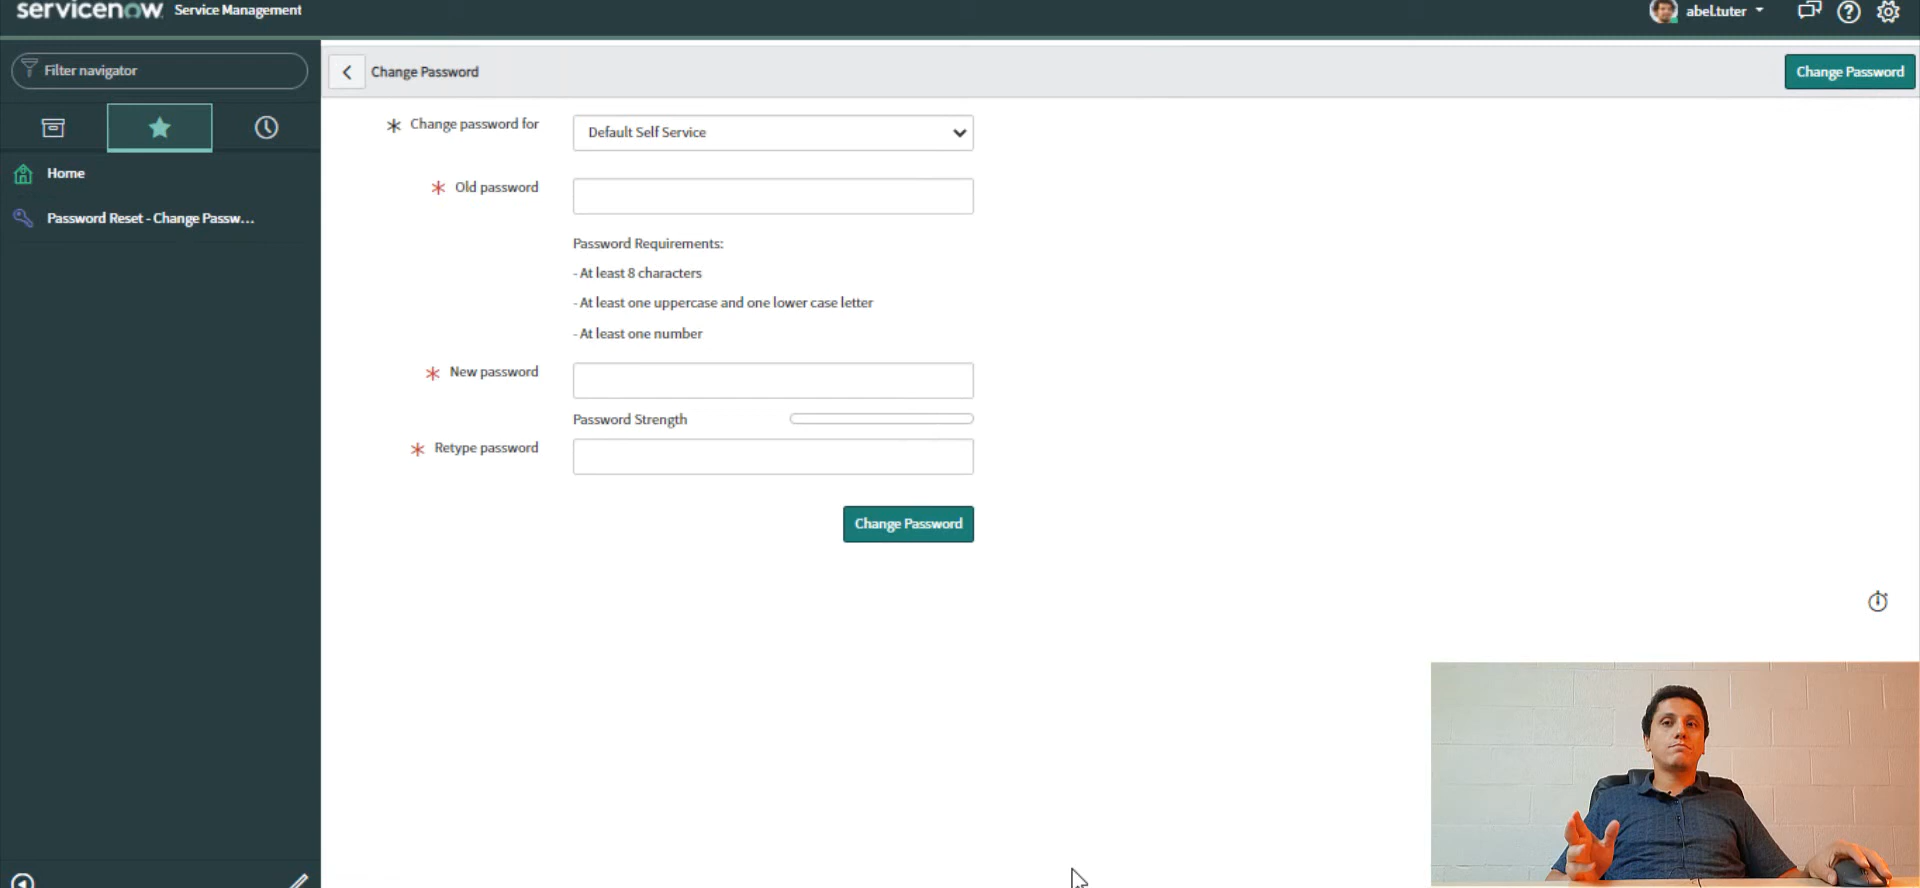 servicenow Service Management
abel.tuter
Filter navigator
Change Password
Change Password
Home
Password Reset - Change Passw...
* Change password for
Default Self Service
* Old password
Password Requirements:
- At least 8 characters
- At least one uppercase and one lower case letter
- At least one number
* New password
Password Strength
* Retype password
Change Password